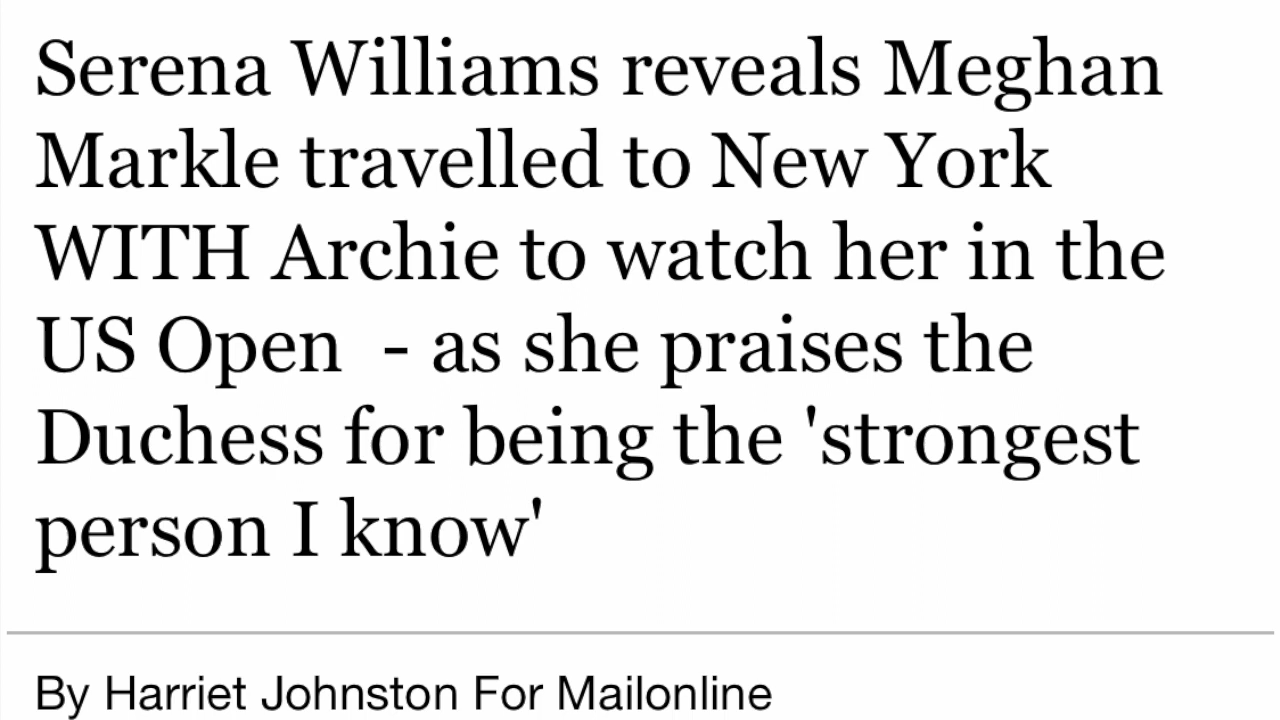 Serena Williams reveals Meghan
Markle travelled to New York
WITH Archie to watch her in the
US Open  - as she praises the
Duchess for being the 'strongest
person I know'
By Harriet Johnston For Mailonline